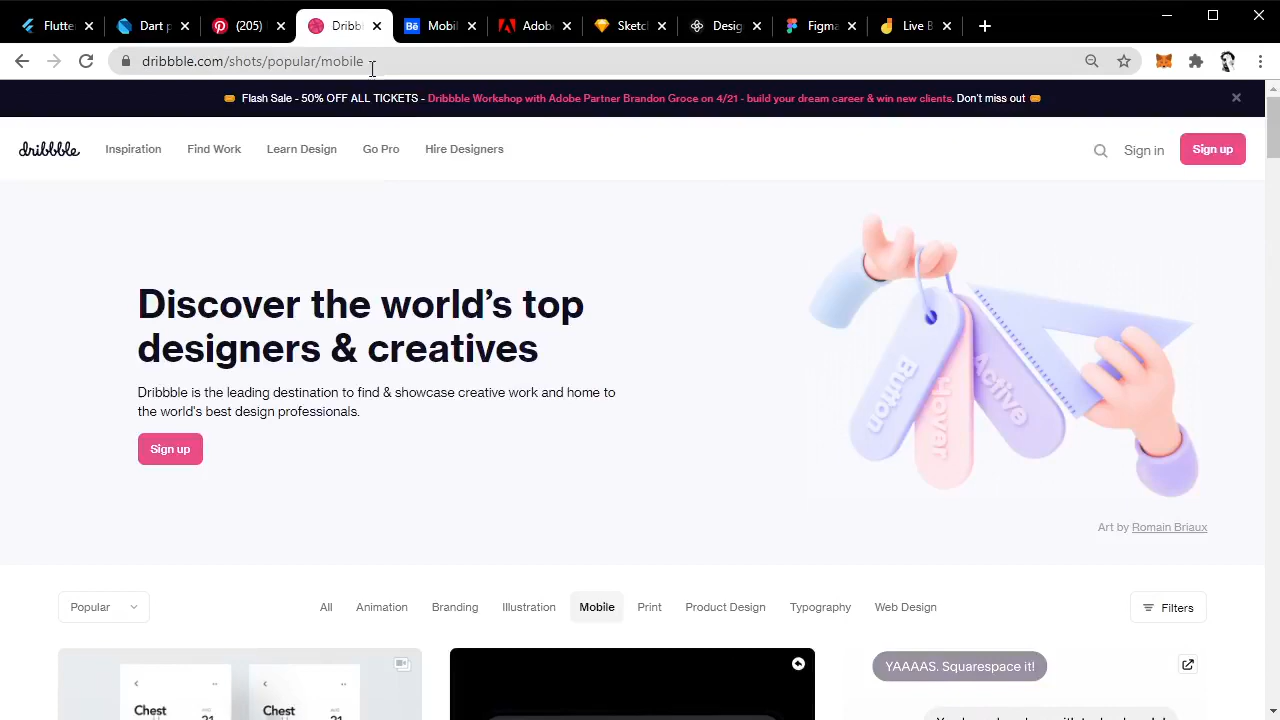 Flutte
Dart p
(205)
Dribb
Mobil
Adob
Sketc
Desig
Figma
Live B
dribbble.com/shots/popular/mobile
Flash Sale - 50% OFF ALL TICKETS - Dribbble Workshop with Adobe Partner Brandon Groce on 4/21 - build your dream career & win new clients. Don't miss out
dribbble
Inspiration
Find Work
Learn Design
Go Pro
Hire Designers
Sign in
Sign up
Discover the world's top
designers & creatives
Dribbble is the leading destination to find & showcase creative work and home to
the world's best design professionals.
Sign up
Button
Hover
Active
Art by Romain Briaux
Popular
All
Animation
Branding
Illustration
Mobile
Print
Product Design
Typography
Web Design
Filters
Chest
Chest
YAAAAS. Squarespace it!